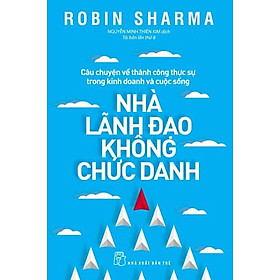 ROBIN SHARMA
NGUYỄN MINH THIÊN KIM dịch
Tái bản lần thứ 8
Câu chuyện về thành công thực sự
trong kinh doanh và cuộc sống
NHÀ
LÃNH ĐẠO
KHÔNG
CHỨC DANH
NHÀ XUẤT BẢN TRẺ